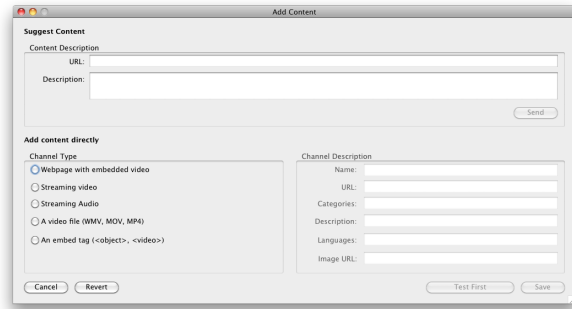 Add Content
Suggest Content
Content Description
URL:
Description:
Send
Add content directly
Channel Type
Webpage with embedded video
Streaming video
Streaming Audio
A video file (WMV, MOV, MP4)
An embed tag (<object>, <video>)
Channel Description
Name:
URL:
Categories:
Description:
Languages:
Image URL:
Cancel
Revert
Test First
Save